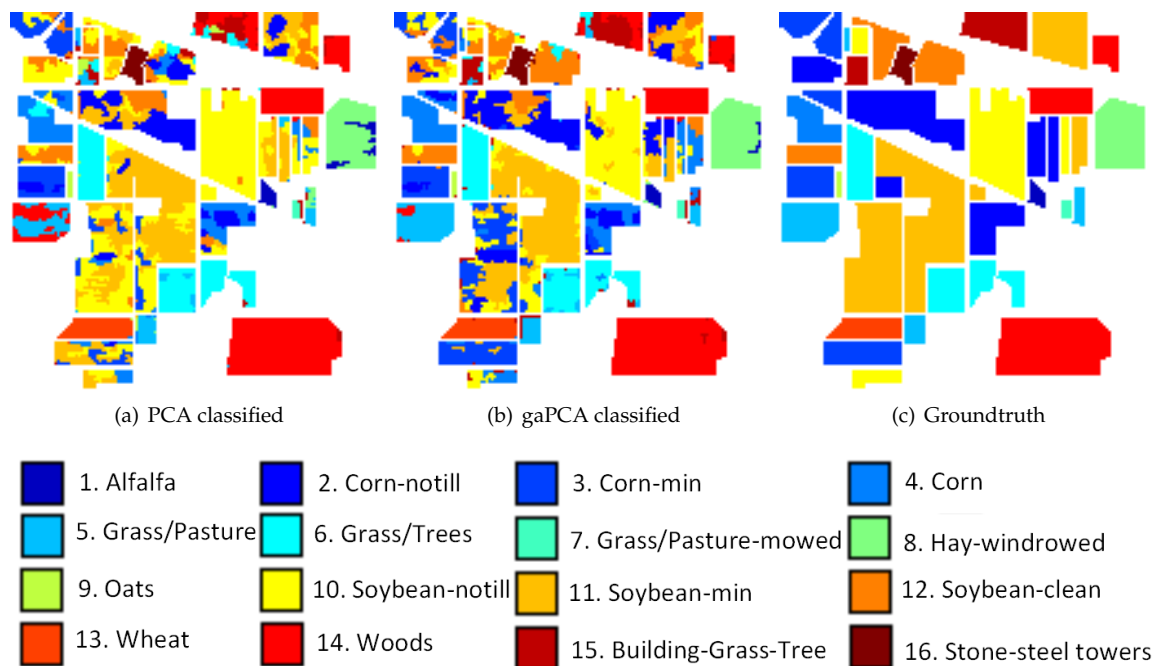 (a) PCA classified
(b) gaPCA classified
(c) Groundtruth
1. Alfalfa
2. Corn-notill
3. Corn-min
4. Corn
5. Grass/Pasture
6. Grass/Trees
7. Grass/Pasture-mowed
8. Hay-windrowed
9. Oats
10. Soybean-notill
11. Soybean-min
12. Soybean-clean
13. Wheat
14. Woods
15. Building-Grass-Tree
16. Stone-steel towers